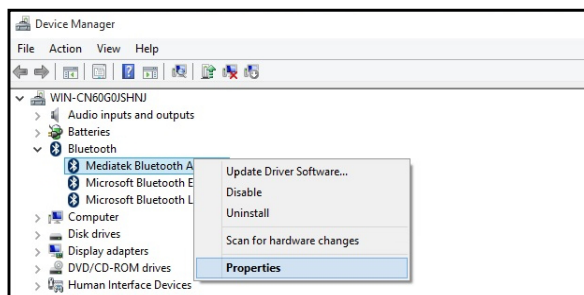 Device Manager
File Action View Help
WIN-CN60G0JSHNJ
Audio inputs and outputs
Batteries
Bluetooth
Mediatek Bluetooth A
Microsoft Bluetooth E
Microsoft Bluetooth L
Computer
Disk drives
Display adapters
DVD/CD-ROM drives
Human Interface Devices
Update Driver Software...
Disable
Uninstall
Scan for hardware changes
Properties